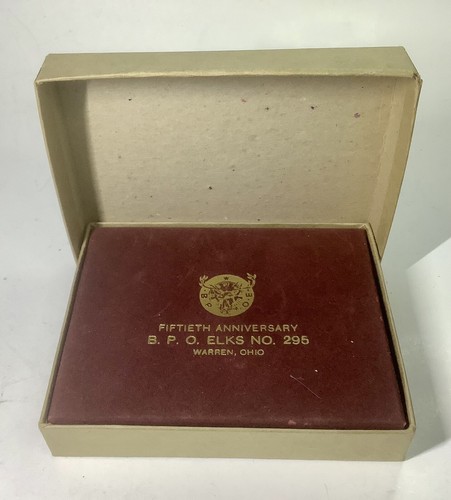 B P O E
FIFTIETH ANNIVERSARY
B. P. O. ELKS NO. 295
WARREN, OHIO